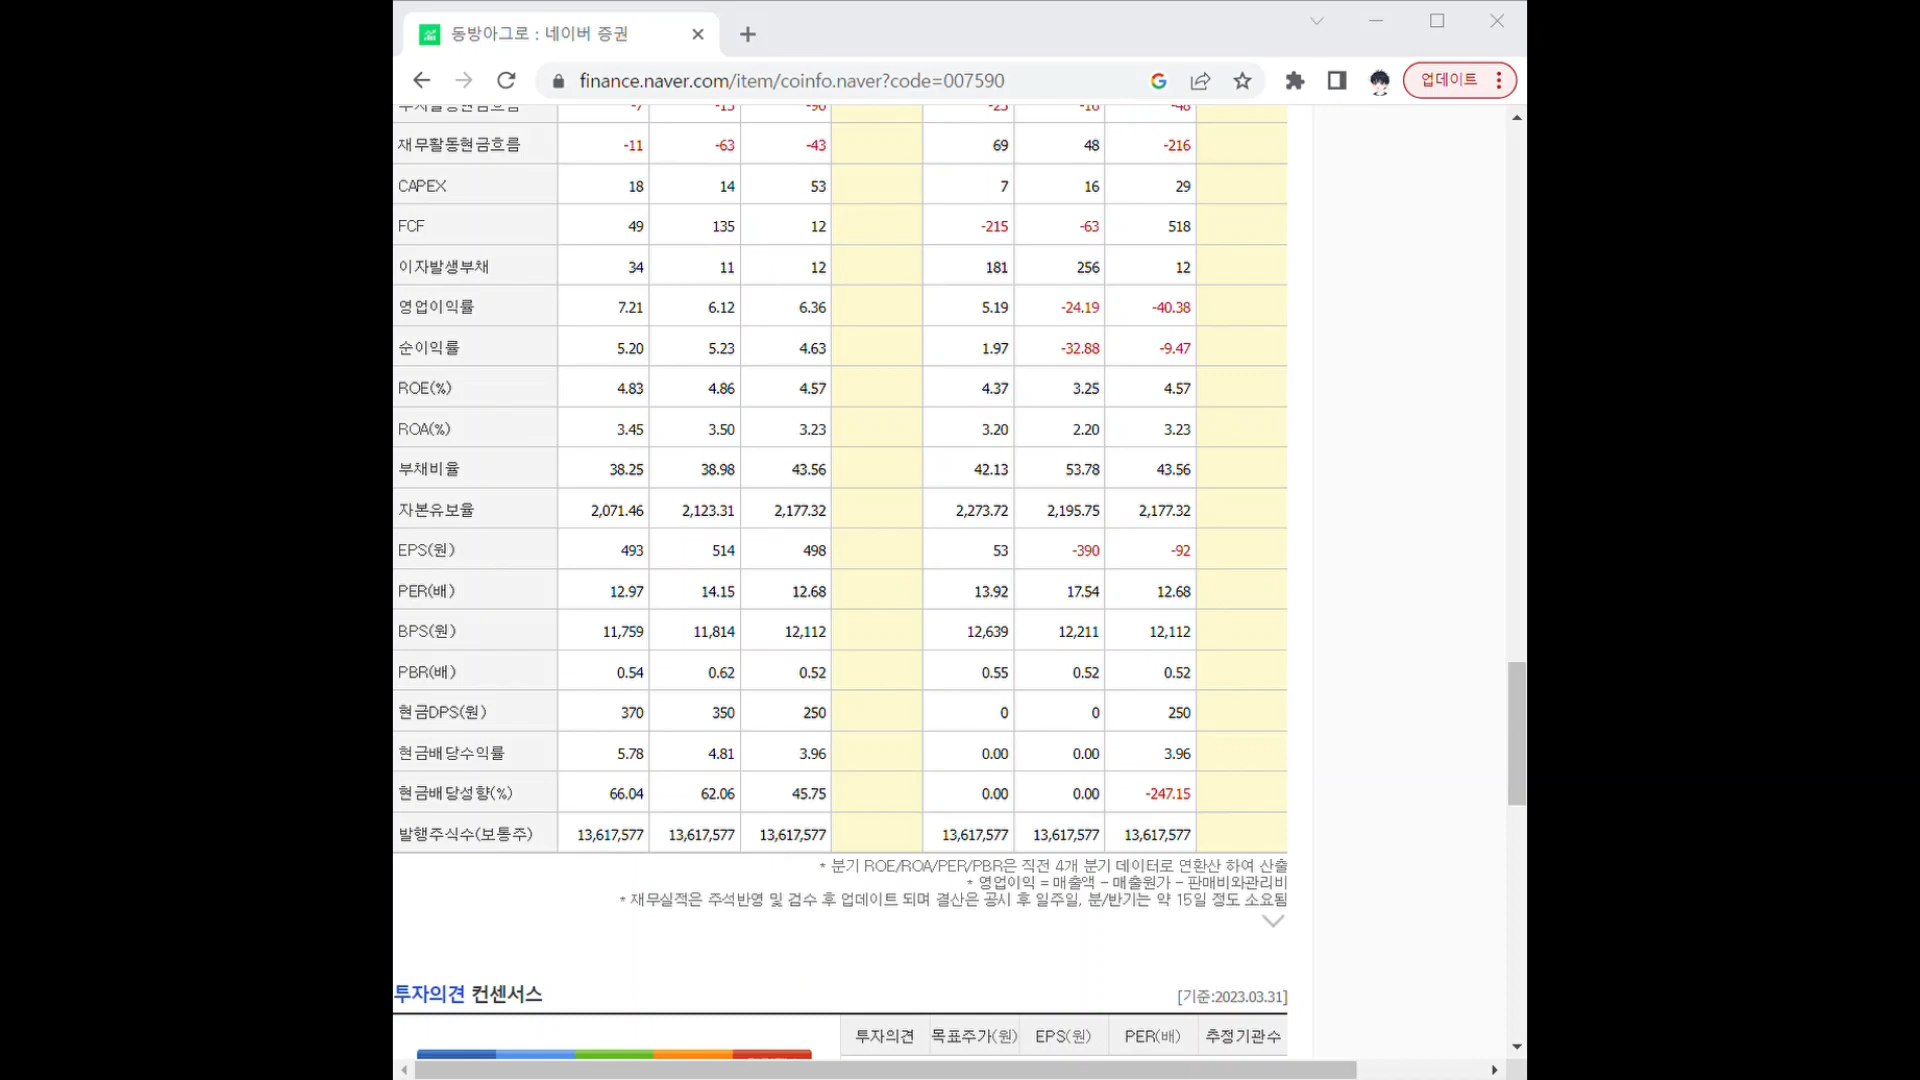 동방아그로 : 네이버 증권
finance.naver.com/item/coinfo.naver?code=007590
업데이트
재무활동현금흐름 -11 -63 -43 69 48 -216
CAPEX 18 14 53 7 16 29
FCF 49 135 12 -215 -63 518
이자발생부채 34 11 12 181 256 12
영업이익률 7.21 6.12 6.36 5.19 -24.19 -40.38
순이익률 5.20 5.23 4.63 1.97 -32.88 -9.47
ROE(%) 4.83 4.86 4.57 4.37 3.25 4.57
ROA(%) 3.45 3.50 3.23 3.20 2.20 3.23
부채비율 38.25 38.98 43.56 42.13 53.78 43.56
자본유보율 2,071.46 2,123.31 2,177.32 2,273.72 2,195.75 2,177.32
EPS(원) 493 514 498 53 -390 -92
PER(배) 12.97 14.15 12.68 13.92 17.54 12.68
BPS(원) 11,759 11,814 12,112 12,639 12,211 12,112
PBR(배) 0.54 0.62 0.52 0.55 0.52 0.52
현금DPS(원) 370 350 250 0 0 250
현금배당수익률 5.78 4.81 3.96 0.00 0.00 3.96
현금배당성향(%) 66.04 62.06 45.75 0.00 0.00 -247.15
발행주식수(보통주) 13,617,577 13,617,577 13,617,577 13,617,577 13,617,577 13,617,577
* 분기 ROE/ROA/PER/PBR은 직전 4개 분기 데이터로 연환산 하여 산출
* 영업이익 = 매출액 - 매출원가 - 판매비와관리비
* 재무실적은 주석반영 및 검수 후 업데이트 되며 결산은 공시 후 일주일, 분/반기는 약 15일 정도 소요됨
투자의견 컨센서스 [기준:2023.03.31]
투자의견 목표주가(원) EPS(원) PER(배) 추정기관수